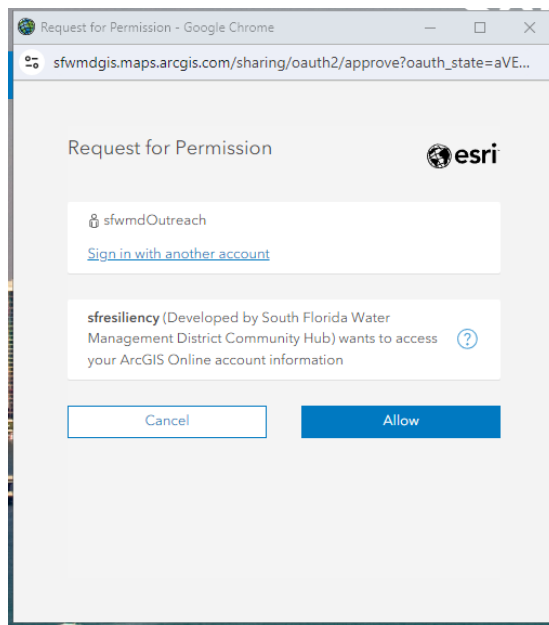 Request for Permission - Google Chrome
sfwmdgis.maps.arcgis.com/sharing/oauth2/approve?oauth_state=aVE...
Request for Permission
esri
sfwmdOutreach
Sign in with another account
sfresiliency (Developed by South Florida Water
Management District Community Hub) wants to access
your ArcGIS Online account information
?
Cancel
Allow